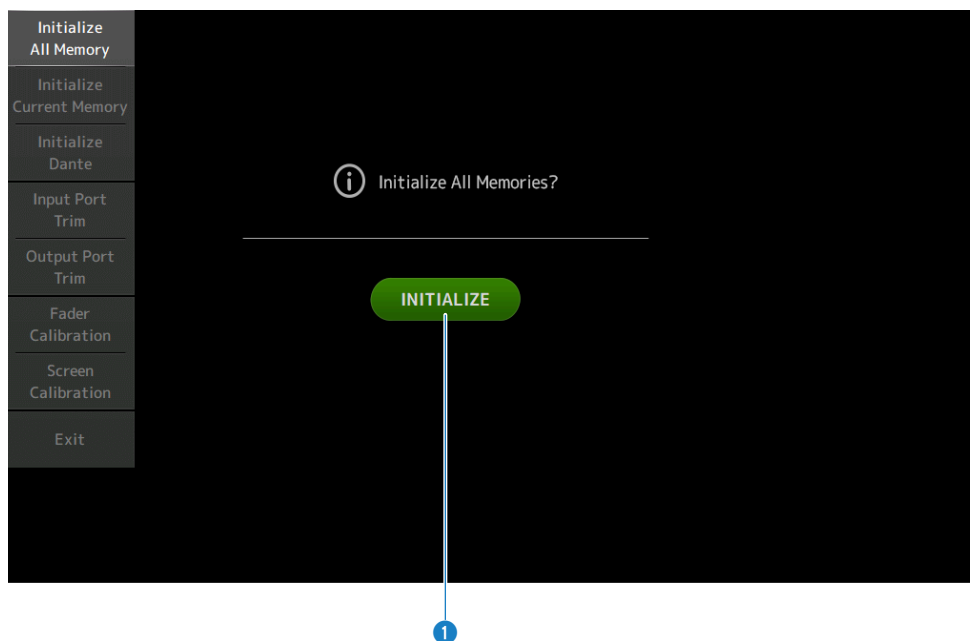 Initialize
All Memory
Initialize
Current Memory
Initialize
Dante
Input Port
Trim
Output Port
Trim
Fader
Calibration
Screen
Calibration
Exit
Initialize All Memories?
INITIALIZE
1